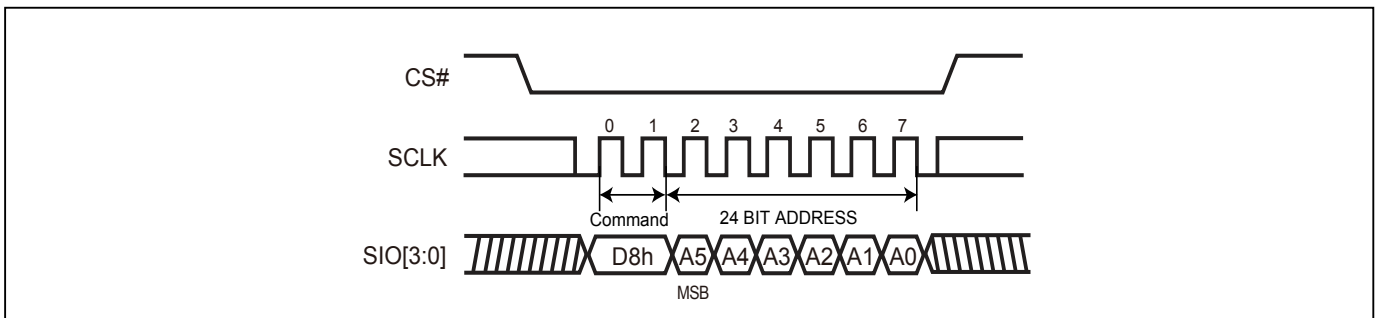 CS#
0 1 2 3 4 5 6 7
SCLK
Command 24 BIT ADDRESS
SIO[3:0] D8h A5 A4 A3 A2 A1 A0
MSB